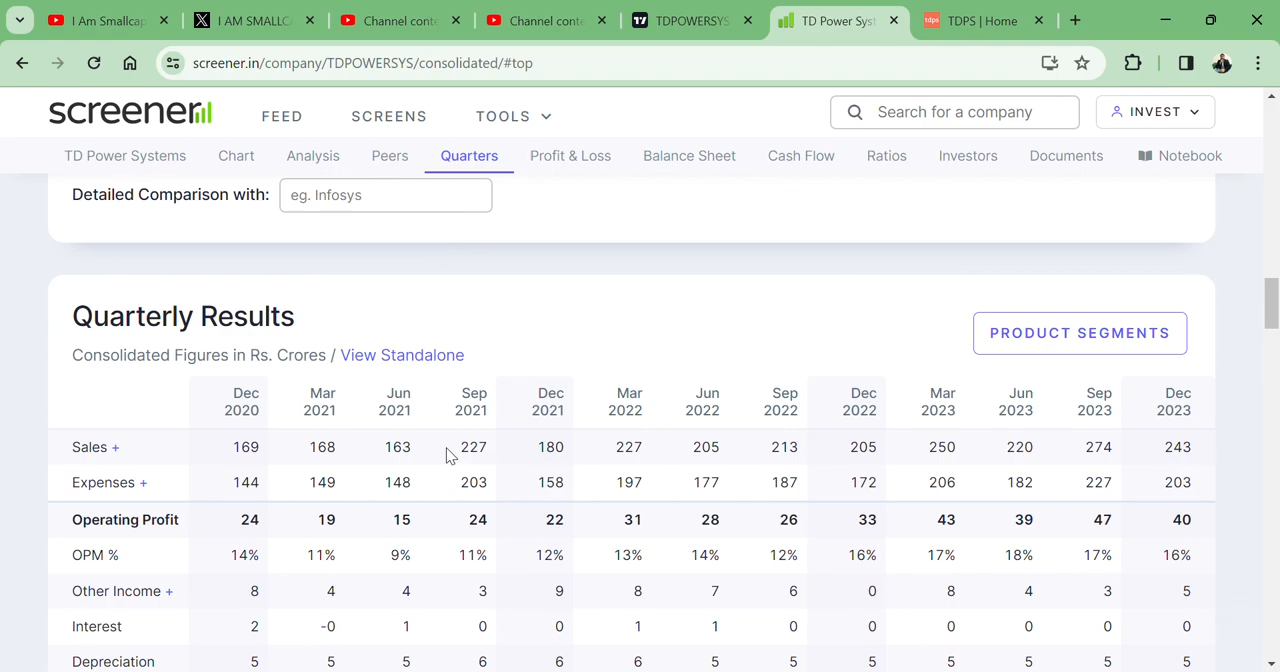 I Am Smallcap
I AM SMALLC
Channel conte
Channel conte
TDPOWERSYS
TD Power Syst
tdps TDPS | Home
screener.in/company/TDPOWERSYS/consolidated/#top
screener FEED SCREENS TOOLS Search for a company INVEST
TD Power Systems Chart Analysis Peers Quarters Profit & Loss Balance Sheet Cash Flow Ratios Investors Documents Notebook
Detailed Comparison with: eg. Infosys
Quarterly Results
PRODUCT SEGMENTS
Consolidated Figures in Rs. Crores / View Standalone
Dec Mar Jun Sep Dec Mar Jun Sep Dec Mar Jun Sep Dec
2020 2021 2021 2021 2021 2022 2022 2022 2022 2023 2023 2023 2023
Sales + 169 168 163 227 180 227 205 213 205 250 220 274 243
Expenses + 144 149 148 203 158 197 177 187 172 206 182 227 203
Operating Profit 24 19 15 24 22 31 28 26 33 43 39 47 40
OPM % 14% 11% 9% 11% 12% 13% 14% 12% 16% 17% 18% 17% 16%
Other Income + 8 4 4 3 9 8 7 6 0 8 4 3 5
Interest 2 -0 1 0 0 1 1 0 0 0 0 0 0
Depreciation 5 5 5 6 6 6 5 5 5 5 5 5 5